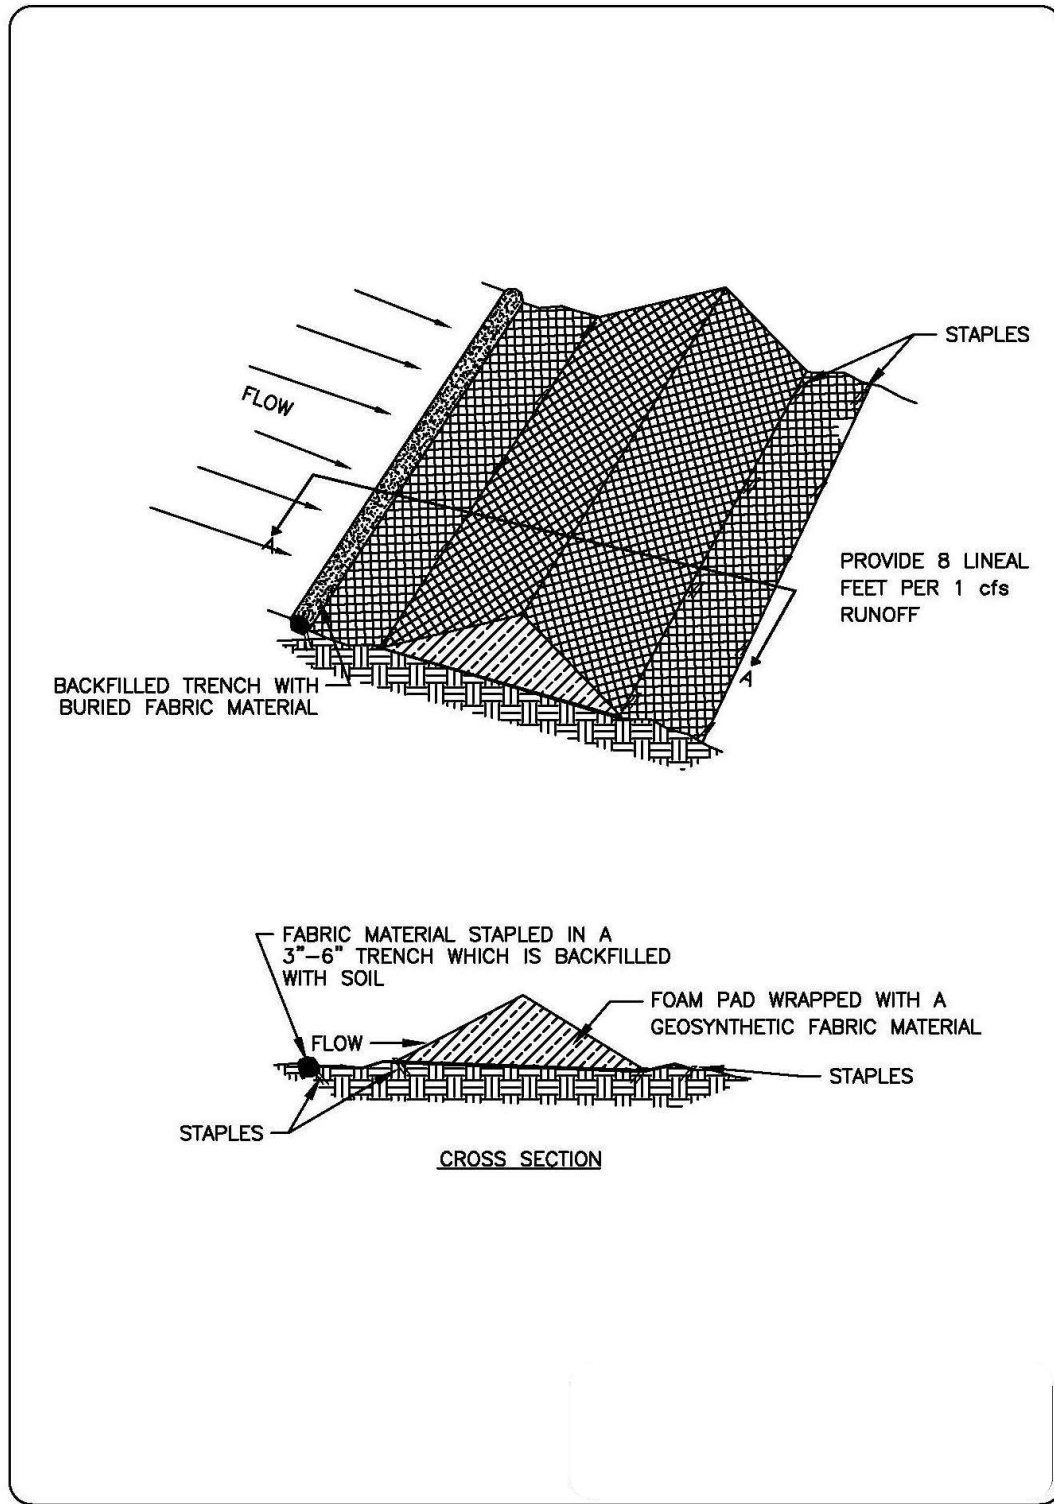 STAPLES
FLOW
A
PROVIDE 8 LINEAL
FEET PER 1 cfs
RUNOFF
A
BACKFILLED TRENCH WITH
BURIED FABRIC MATERIAL
FABRIC MATERIAL STAPLED IN A
3"-6" TRENCH WHICH IS BACKFILLED
WITH SOIL
FOAM PAD WRAPPED WITH A
GEOSYNTHETIC FABRIC MATERIAL
FLOW
STAPLES
STAPLES
CROSS SECTION